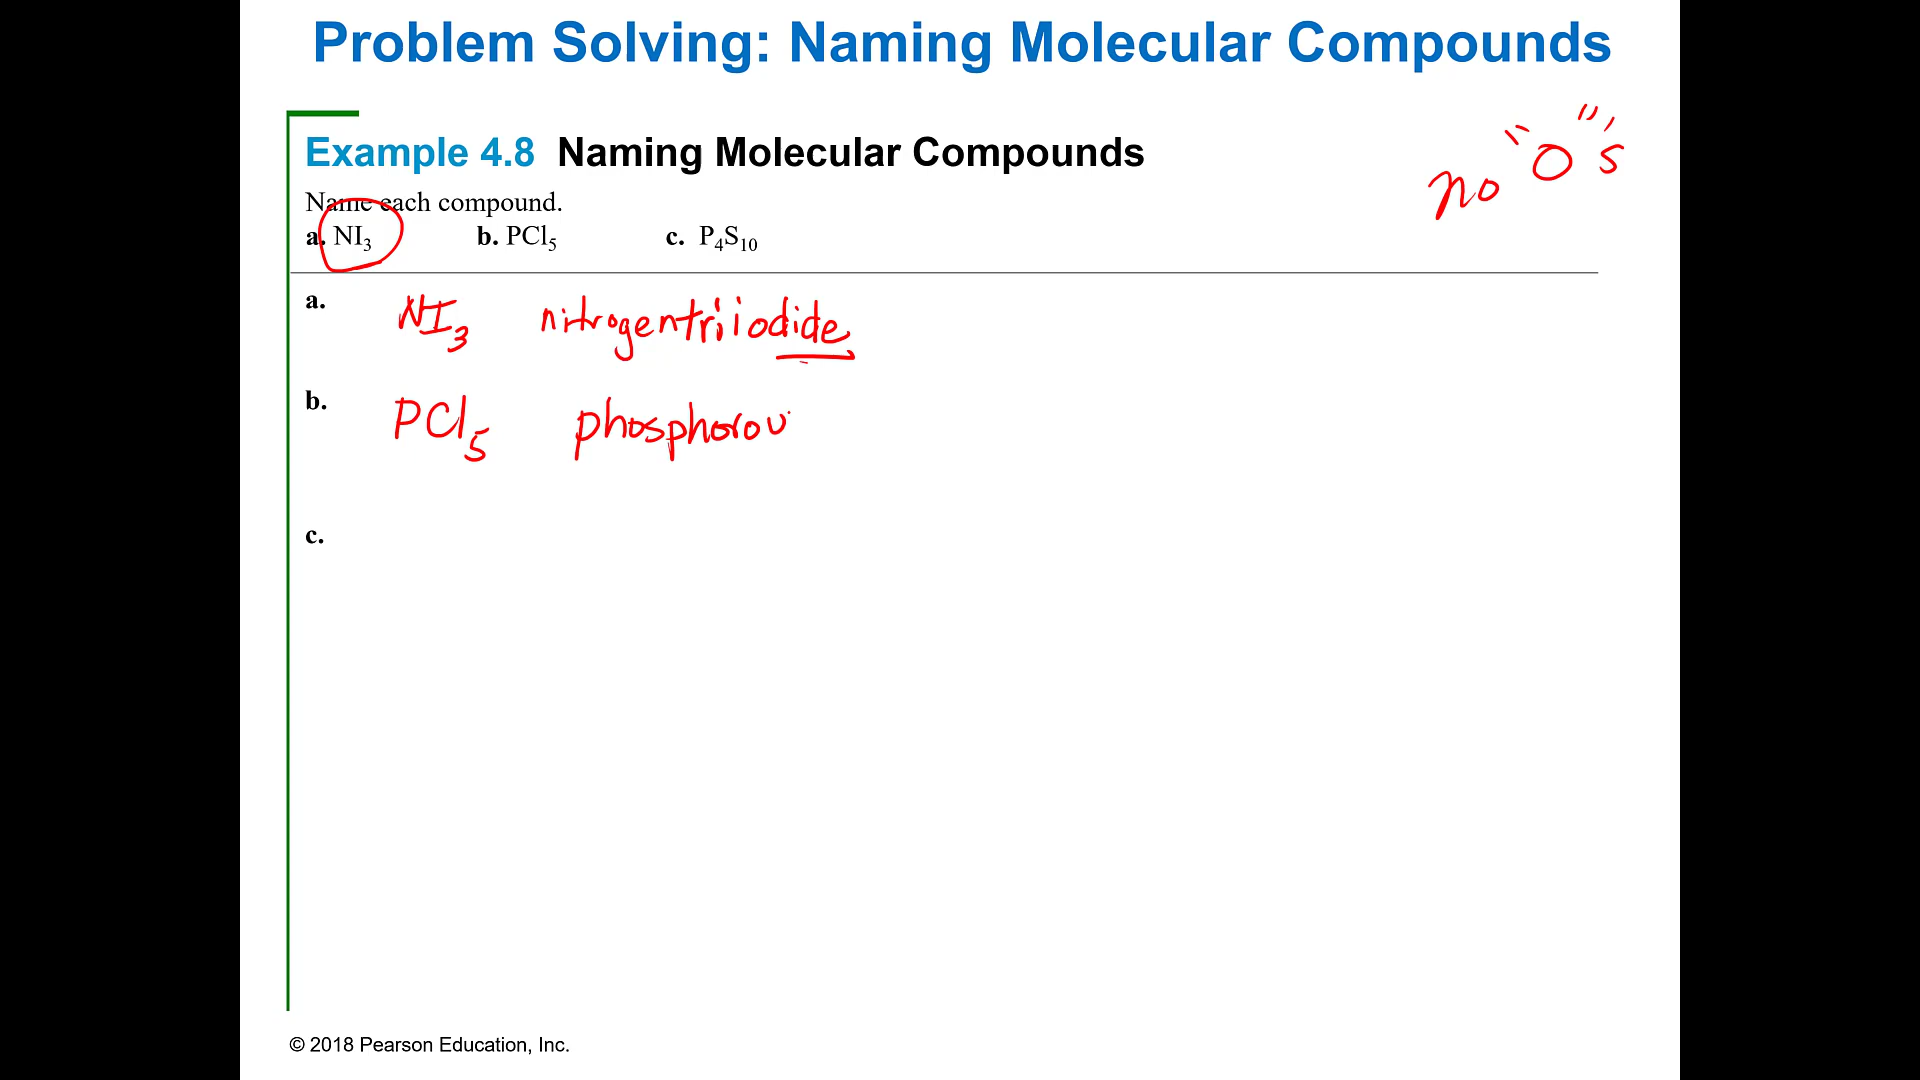 Problem Solving: Naming Molecular Compounds
no "O"'s
Example 4.8 Naming Molecular Compounds
Name each compound.
a. NI₃ b. PCl₅ c. P₄S₁₀
a. NI₃ nitrogentriiodide
b. PCl₅ phosphorou
c.
© 2018 Pearson Education, Inc.